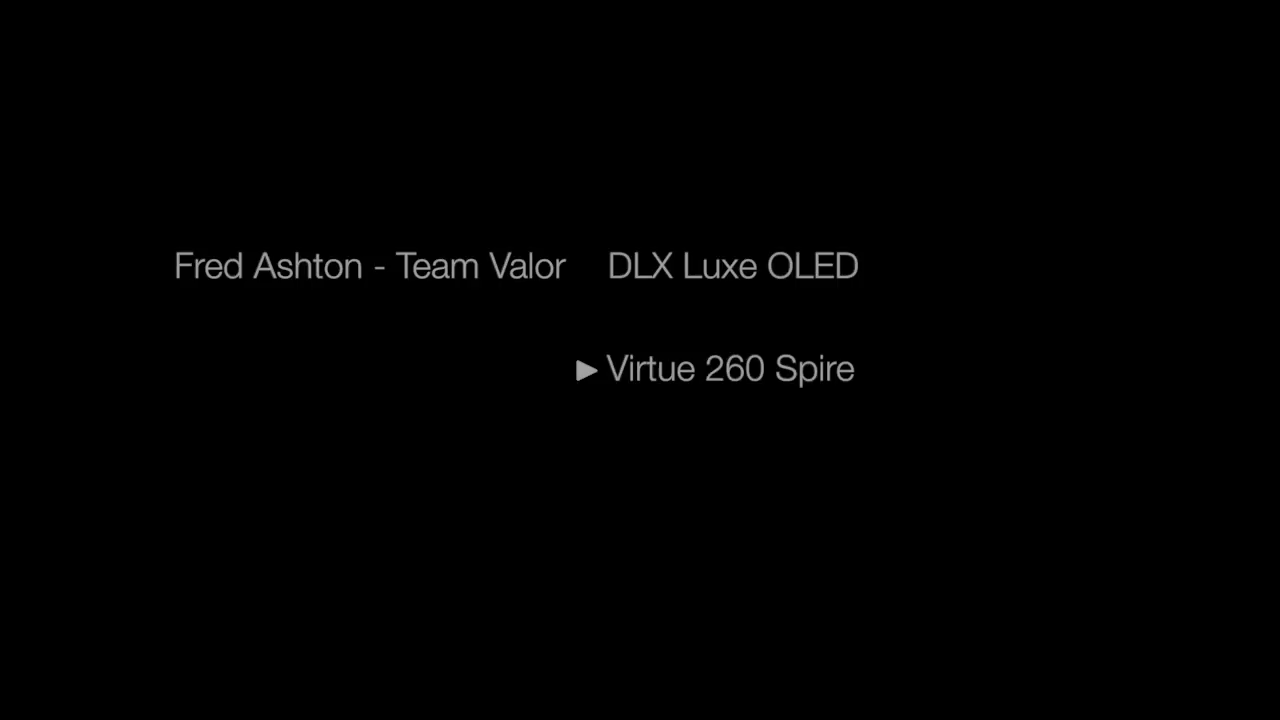 Fred Ashton - Team Valor DLX Luxe OLED
► Virtue 260 Spire